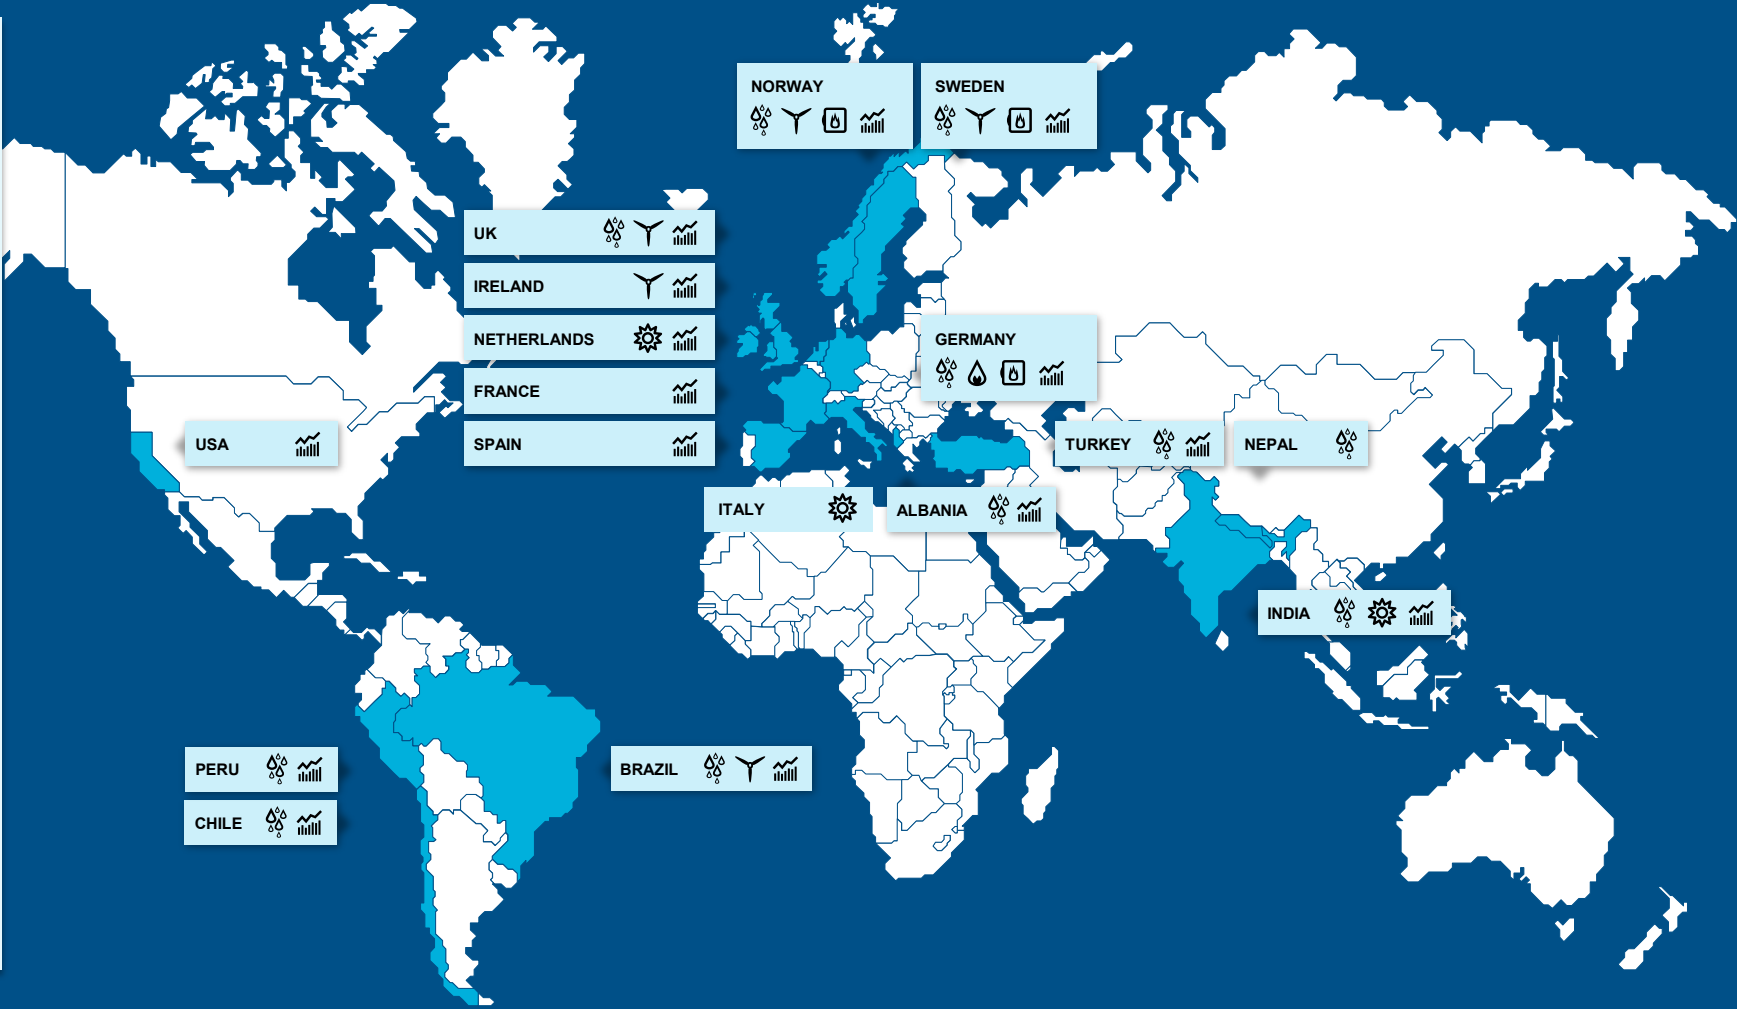 NORWAY
SWEDEN
UK
IRELAND
NETHERLANDS
GERMANY
FRANCE
USA
SPAIN
TURKEY
NEPAL
ITALY
ALBANIA
INDIA
PERU
BRAZIL
CHILE